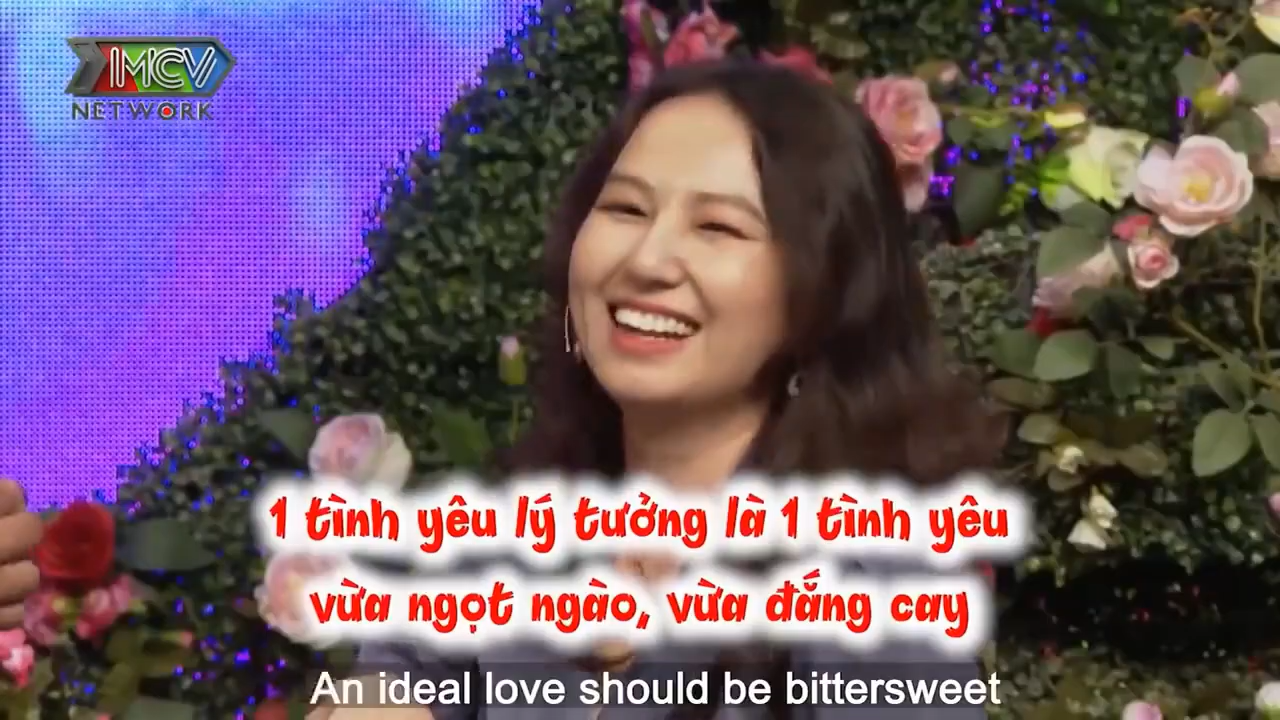 MCV
NETWORK
1 tình yêu lý tưởng là 1 tình yêu
vừa ngọt ngào, vừa đắng cay
An ideal love should be bittersweet